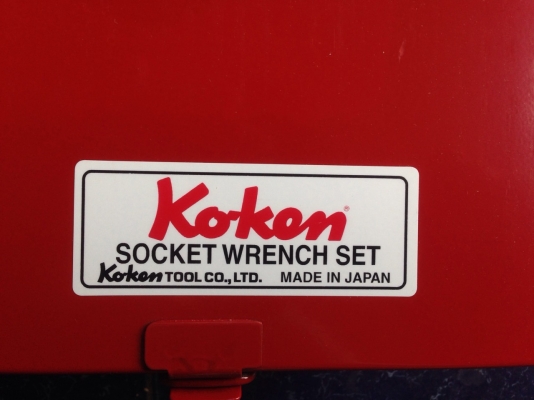 Ko-ken®
SOCKET WRENCH SET
Ko-ken TOOL CO., LTD. MADE IN JAPAN